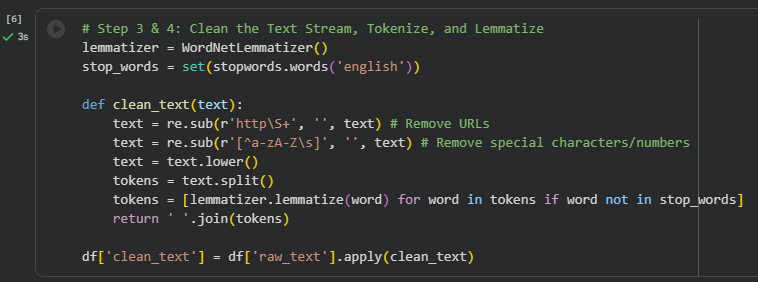 [6]
3s
# Step 3 & 4: Clean the Text Stream, Tokenize, and Lemmatize
lemmatizer = WordNetLemmatizer()
stop_words = set(stopwords.words('english'))
def clean_text(text):
    text = re.sub(r'http\S+', '', text) # Remove URLs
    text = re.sub(r'[^a-zA-Z\s]', '', text) # Remove special characters/numbers
    text = text.lower()
    tokens = text.split()
    tokens = [lemmatizer.lemmatize(word) for word in tokens if word not in stop_words]
    return ' '.join(tokens)
df['clean_text'] = df['raw_text'].apply(clean_text)